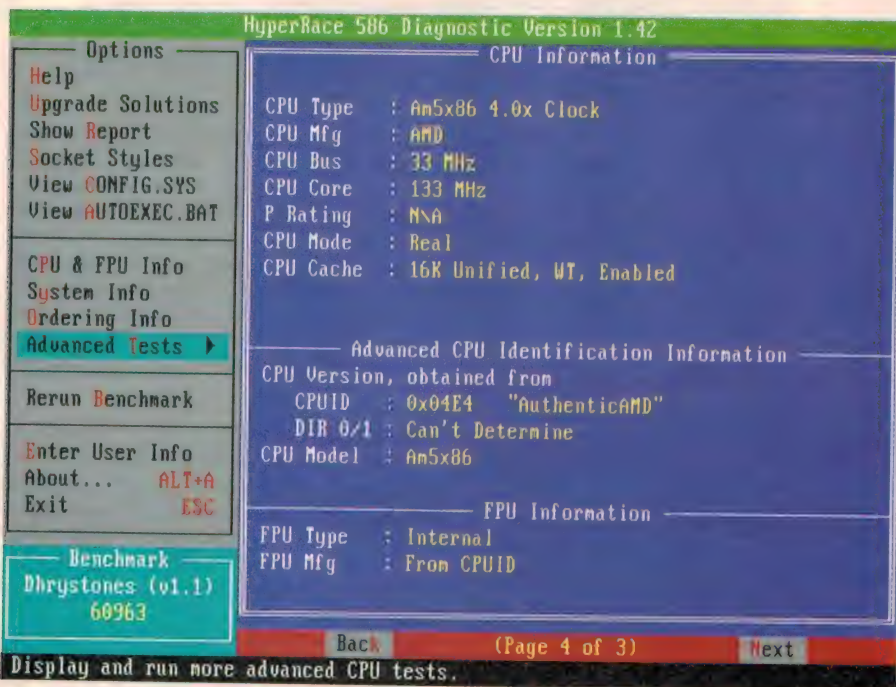 HyperRace 586 Diagnostic Version 1.42
Options
Help
Upgrade Solutions
Show Report
Socket Styles
View CONFIG.SYS
View AUTOEXEC.BAT
CPU & FPU Info
System Info
Ordering Info
Advanced Tests
Rerun Benchmark
Enter User Info
About... ALT+A
Exit ESC
Benchmark
Dhrystones (v1.1)
60963
CPU Information
CPU Type : Am5x86 4.0x Clock
CPU Mfg : AMD
CPU Bus : 33 MHz
CPU Core : 133 MHz
P Rating : N\A
CPU Mode : Real
CPU Cache : 16K Unified, WT, Enabled
Advanced CPU Identification Information
CPU Version, obtained from
CPUID : 0x04E4 "AuthenticAMD"
DIR 0/1 : Can't Determine
CPU Model : Am5x86
FPU Information
FPU Type : Internal
FPU Mfg : From CPUID
Back (Page 4 of 3) Next
Display and run more advanced CPU tests.